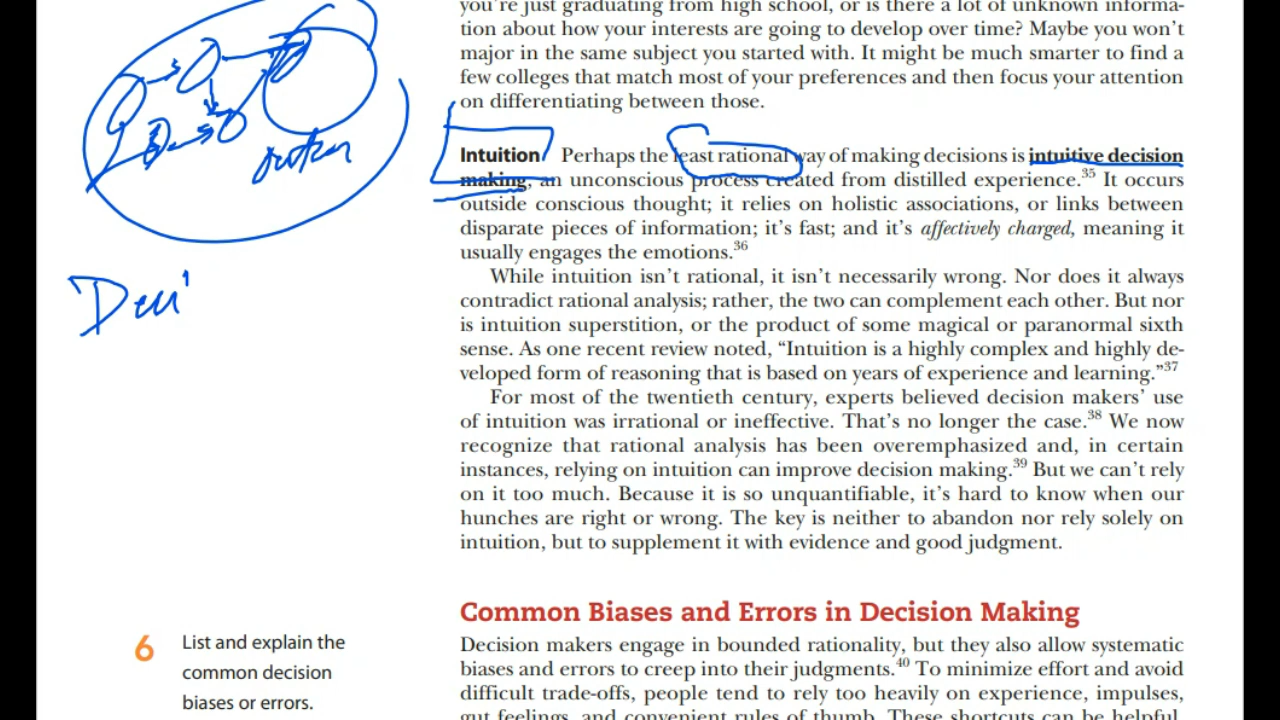 you're just graduating from high school, or is there a lot of unknown informa-
tion about how your interests are going to develop over time? Maybe you won't
major in the same subject you started with. It might be much smarter to find a
few colleges that match most of your preferences and then focus your attention
on differentiating between those.
Intuition Perhaps the least rational way of making decisions is intuitive decision
making, an unconscious process created from distilled experience.35 It occurs
outside conscious thought; it relies on holistic associations, or links between
disparate pieces of information; it's fast; and it's affectively charged, meaning it
usually engages the emotions.36
While intuition isn't rational, it isn't necessarily wrong. Nor does it always
contradict rational analysis; rather, the two can complement each other. But nor
is intuition superstition, or the product of some magical or paranormal sixth
sense. As one recent review noted, “Intuition is a highly complex and highly de-
veloped form of reasoning that is based on years of experience and learning.”37
For most of the twentieth century, experts believed decision makers' use
of intuition was irrational or ineffective. That's no longer the case.38 We now
recognize that rational analysis has been overemphasized and, in certain
instances, relying on intuition can improve decision making.39 But we can't rely
on it too much. Because it is so unquantifiable, it's hard to know when our
hunches are right or wrong. The key is neither to abandon nor rely solely on
intuition, but to supplement it with evidence and good judgment.
Common Biases and Errors in Decision Making
6 List and explain the
common decision
biases or errors.
Decision makers engage in bounded rationality, but they also allow systematic
biases and errors to creep into their judgments.40 To minimize effort and avoid
difficult trade-offs, people tend to rely too heavily on experience, impulses,
gut feelings, and convenient rules of thumb. These shortcuts can be helpful.